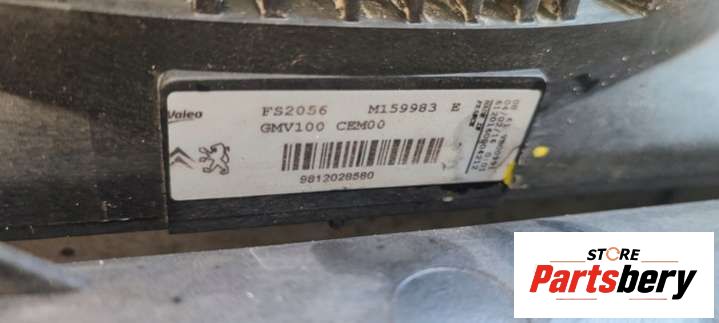 Valeo
FS2056 M159983 E
GMV100 CEM00
9812028580
STORE
Partsbery